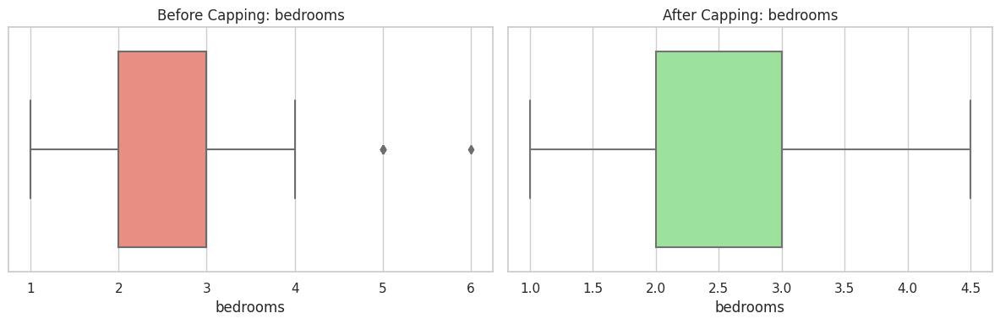 Before Capping: bedrooms
1 2 3 4 5 6
bedrooms
After Capping: bedrooms
1.0 1.5 2.0 2.5 3.0 3.5 4.0 4.5
bedrooms